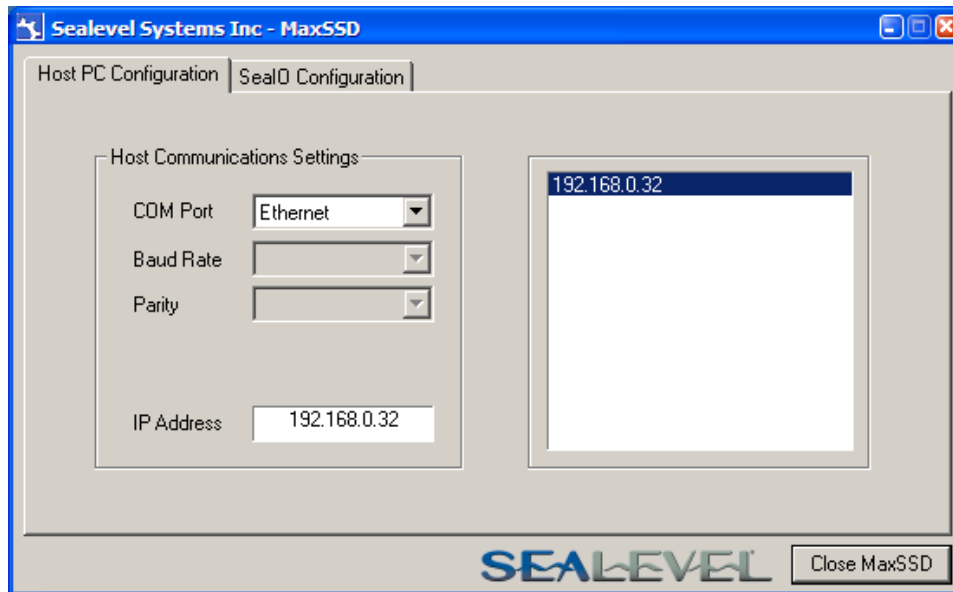 Sealevel Systems Inc - MaxSSD
Host PC Configuration
SeaIO Configuration
Host Communications Settings
COM Port
Ethernet
Baud Rate
Parity
IP Address
192.168.0.32
192.168.0.32
SEALEVEL
Close MaxSSD